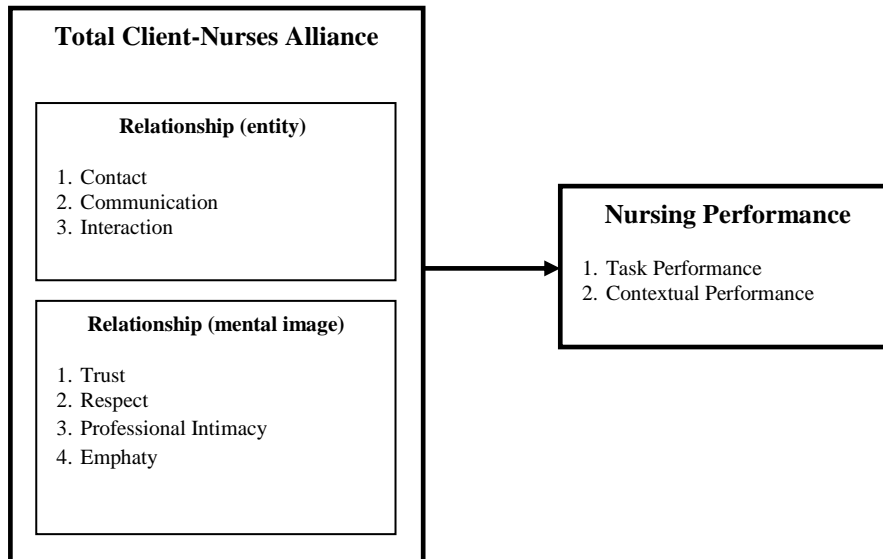 Total Client-Nurses Alliance
Relationship (entity)
1. Contact
2. Communication
3. Interaction
Relationship (mental image)
1. Trust
2. Respect
3. Professional Intimacy
4. Emphaty
Nursing Performance
1. Task Performance
2. Contextual Performance